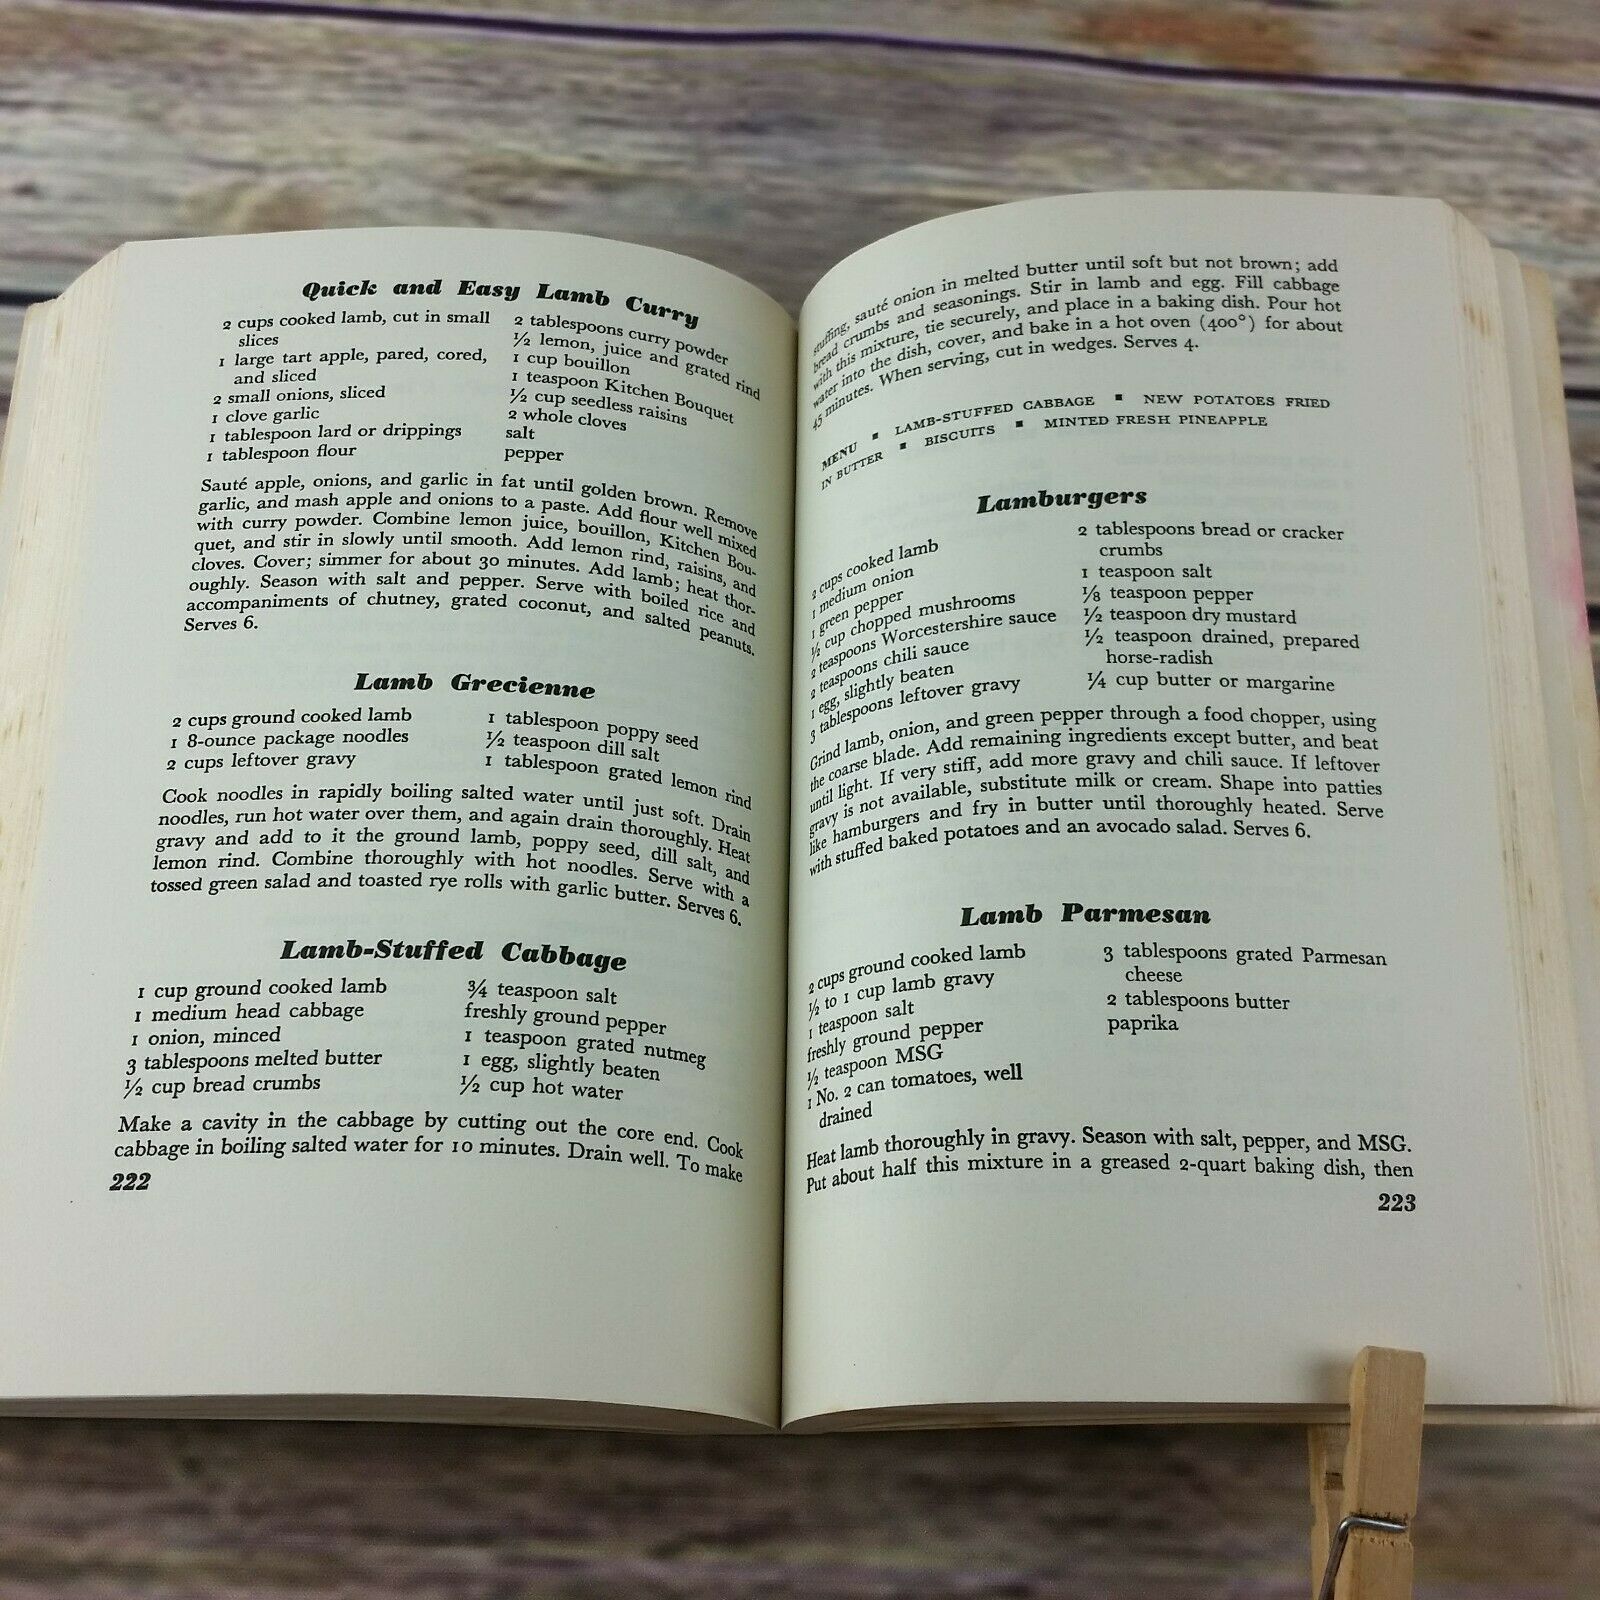 Quick and Easy Lamb Curry
2 cups cooked lamb, cut in small
slices
1 large tart apple, pared, cored,
and sliced
2 small onions, sliced
1 clove garlic
1 tablespoon lard or drippings
1 tablespoon flour
2 tablespoons curry powder
½ lemon, juice and grated rind
1 cup bouillon
1 teaspoon Kitchen Bouquet
½ cup seedless raisins
2 whole cloves
salt
pepper
Sauté apple, onions, and garlic in fat until golden brown. Remove
garlic, and mash apple and onions to a paste. Add flour well mixed
with curry powder. Combine lemon juice, bouillon, Kitchen Bou-
quet, and stir in slowly until smooth. Add lemon rind, raisins, and
cloves. Cover; simmer for about 30 minutes. Add lamb; heat thor-
oughly. Season with salt and pepper. Serve with boiled rice and
accompaniments of chutney, grated coconut, and salted peanuts.
Serves 6.
Lamb Grecienne
2 cups ground cooked lamb
1 8-ounce package noodles
2 cups leftover gravy
1 tablespoon poppy seed
½ teaspoon dill salt
1 tablespoon grated lemon rind
Cook noodles in rapidly boiling salted water until just soft. Drain
noodles, run hot water over them, and again drain thoroughly. Heat
gravy and add to it the ground lamb, poppy seed, dill salt, and
lemon rind. Combine thoroughly with hot noodles. Serve with a
tossed green salad and toasted rye rolls with garlic butter. Serves 6.
Lamb-Stuffed Cabbage
1 cup ground cooked lamb
1 medium head cabbage
1 onion, minced
3 tablespoons melted butter
½ cup bread crumbs
¾ teaspoon salt
freshly ground pepper
1 teaspoon grated nutmeg
1 egg, slightly beaten
½ cup hot water
Make a cavity in the cabbage by cutting out the core end. Cook
cabbage in boiling salted water for 10 minutes. Drain well. To make
222
stuffing, sauté onion in melted butter until soft but not brown; add
bread crumbs and seasonings. Stir in lamb and egg. Fill cabbage
with this mixture, tie securely, and place in a baking dish. Pour hot
water into the dish, cover, and bake in a hot oven (400°) for about
45 minutes. When serving, cut in wedges. Serves 4.
MENU ▪ LAMB-STUFFED CABBAGE ▪ NEW POTATOES FRIED
IN BUTTER ▪ BISCUITS ▪ MINTED FRESH PINEAPPLE
Lamburgers
2 cups cooked lamb
1 medium onion
1 green pepper
½ cup chopped mushrooms
2 teaspoons Worcestershire sauce
2 teaspoons chili sauce
1 egg, slightly beaten
3 tablespoons leftover gravy
2 tablespoons bread or cracker
crumbs
1 teaspoon salt
⅛ teaspoon pepper
½ teaspoon dry mustard
½ teaspoon drained, prepared
horse-radish
¼ cup butter or margarine
Grind lamb, onion, and green pepper through a food chopper, using
the coarse blade. Add remaining ingredients except butter, and beat
until light. If very stiff, add more gravy and chili sauce. If leftover
gravy is not available, substitute milk or cream. Shape into patties
like hamburgers and fry in butter until thoroughly heated. Serve
with stuffed baked potatoes and an avocado salad. Serves 6.
Lamb Parmesan
2 cups ground cooked lamb
½ to 1 cup lamb gravy
1 teaspoon salt
freshly ground pepper
½ teaspoon MSG
1 No. 2 can tomatoes, well
drained
3 tablespoons grated Parmesan
cheese
2 tablespoons butter
paprika
Heat lamb thoroughly in gravy. Season with salt, pepper, and MSG.
Put about half this mixture in a greased 2-quart baking dish, then
223